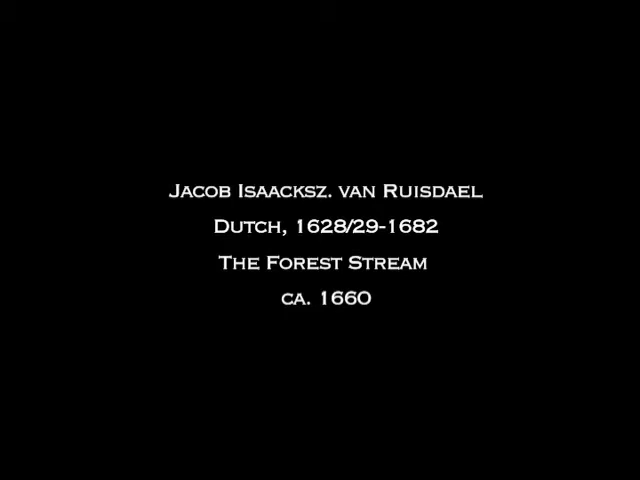 Jacob Isaacksz. van Ruisdael
Dutch, 1628/29-1682
The Forest Stream
ca. 1660